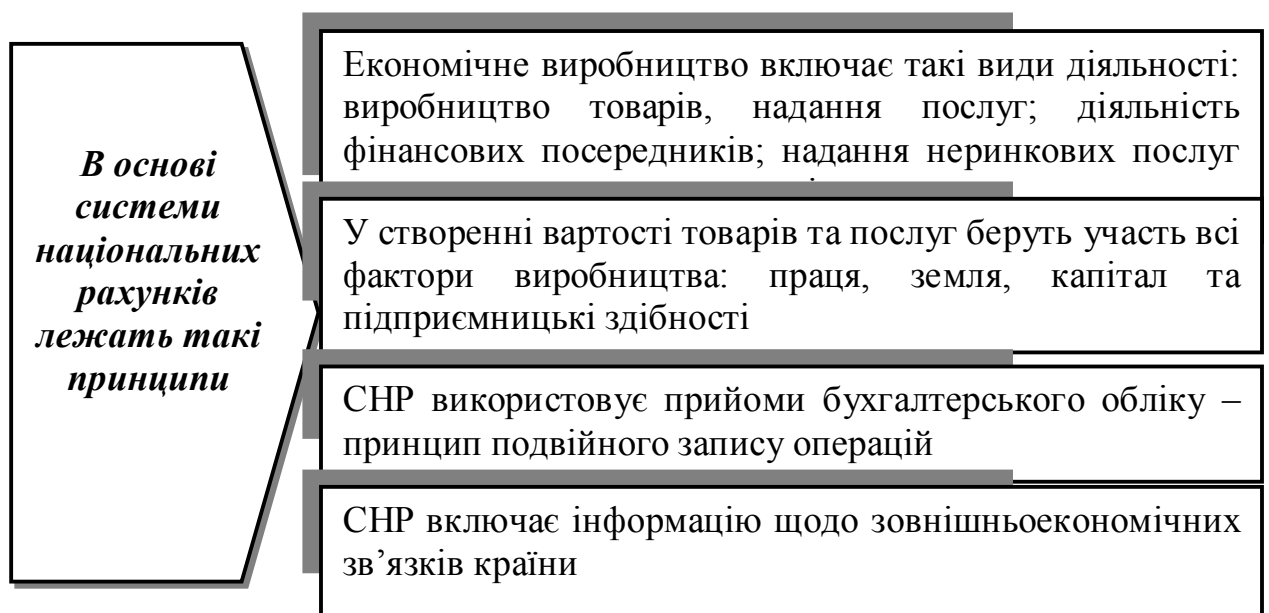 В основі
системи
національних
рахунків
лежать такі
принципи
Економічне виробництво включає такі види діяльності:
виробництво товарів, надання послуг; діяльність
фінансових посередників; надання неринкових послуг
У створенні вартості товарів та послуг беруть участь всі
фактори виробництва: праця, земля, капітал та
підприємницькі здібності
СНР використовує прийоми бухгалтерського обліку –
принцип подвійного запису операцій
СНР включає інформацію щодо зовнішньоекономічних
зв’язків країни